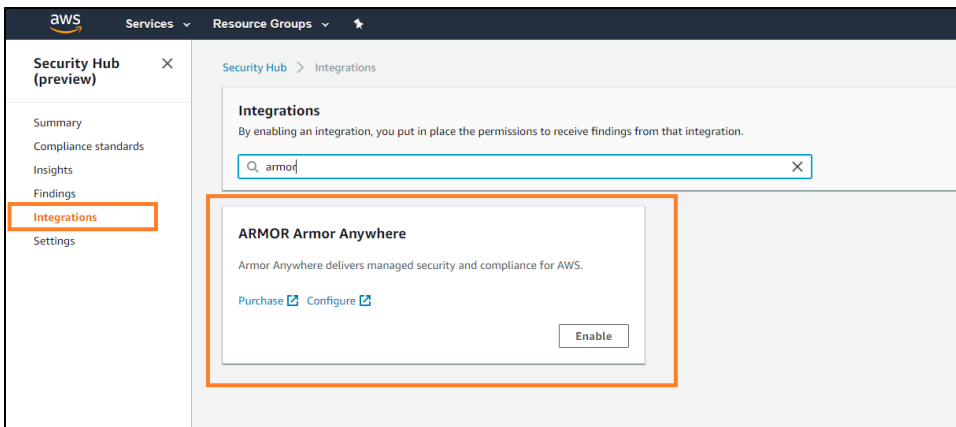 aws Services Resource Groups
Security Hub
(preview)
Summary
Compliance standards
Insights
Findings
Integrations
Settings
Security Hub > Integrations
Integrations
By enabling an integration, you put in place the permissions to receive findings from that integration.
armor
ARMOR Armor Anywhere
Armor Anywhere delivers managed security and compliance for AWS.
Purchase Configure
Enable